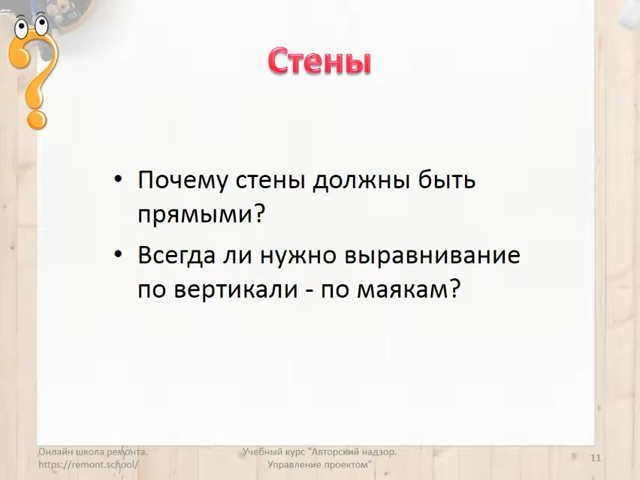 Стены
• Почему стены должны быть
прямыми?
• Всегда ли нужно выравнивание
по вертикали - по маякам?
Онлайн школа ремонта.
https://remont.school/
Учебный курс "Авторский надзор.
Управление проектом"
11